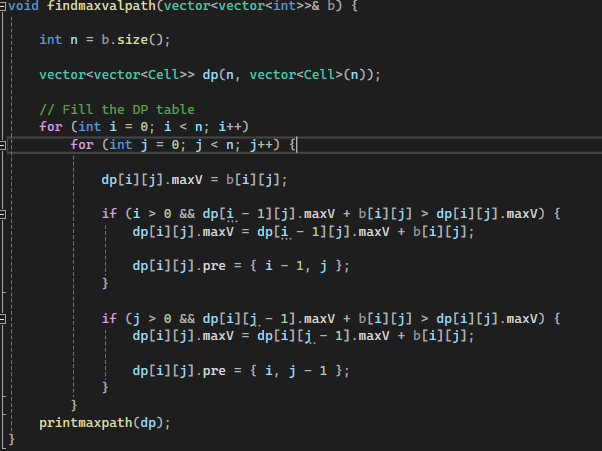 void findmaxvalpath(vector<vector<int>>& b) {
int n = b.size();
vector<vector<Cell>> dp(n, vector<Cell>(n));
// Fill the DP table
for (int i = 0; i < n; i++)
for (int j = 0; j < n; j++) {
dp[i][j].maxV = b[i][j];
if (i > 0 && dp[i - 1][j].maxV + b[i][j] > dp[i][j].maxV) {
dp[i][j].maxV = dp[i - 1][j].maxV + b[i][j];
dp[i][j].pre = { i - 1, j };
}
if (j > 0 && dp[i][j - 1].maxV + b[i][j] > dp[i][j].maxV) {
dp[i][j].maxV = dp[i][j - 1].maxV + b[i][j];
dp[i][j].pre = { i, j - 1 };
}
}
printmaxpath(dp);
}